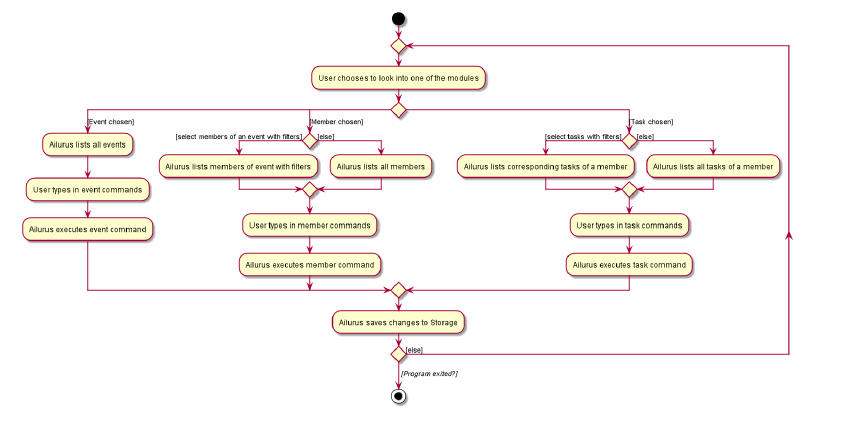 User chooses to look into one of the modules
[Event chosen]
[Member chosen]
[Task chosen]
Ailurus lists all events
[select members of an event with filters]
[else]
[select tasks with filters]
[else]
Ailurus lists members of event with filters
Ailurus lists all members
Ailurus lists corresponding tasks of a member
Ailurus lists all tasks of a member
User types in event commands
User types in member commands
User types in task commands
Ailurus executes event command
Ailurus executes member command
Ailurus executes task command
Ailurus saves changes to Storage
[else]
[Program exited?]